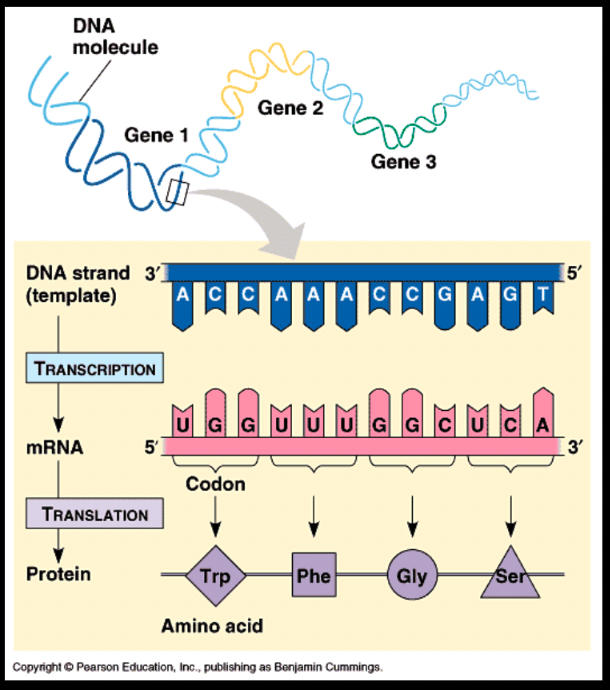 DNA
molecule
Gene 1
Gene 2
Gene 3
DNA strand
(template)
3′ 5′
A C C A A A C C G A G T
TRANSCRIPTION
U G G U U U G G C U C A
mRNA
5′ 3′
Codon
TRANSLATION
Protein
Trp Phe Gly Ser
Amino acid
Copyright © Pearson Education, Inc., publishing as Benjamin Cummings.